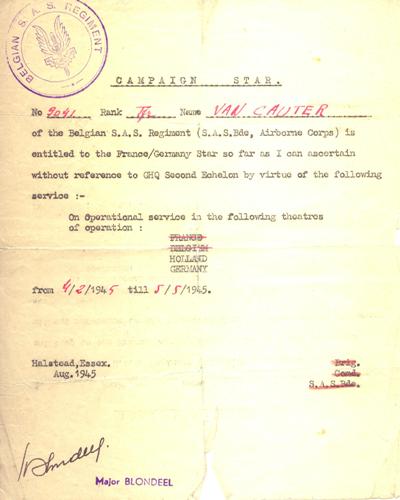 BELGIAN S.A.S. REGIMENT
CAMPAIGN STAR.
No 9041 Rank Tpr Name VAN CAUTER
of the Belgian S.A.S. Regiment (S.A.S.Bde, Airborne Corps) is
entitled to the France/Germany Star so far as I can ascertain
without reference to GHQ Second Echelon by virtue of the following
service :-
On Operational service in the following theatres
of operation :
FRANCE
BELGIUM
HOLLAND
GERMANY
from 4/2/1945 till 5/5/1945.
Halstead, Essex.
Aug.1945
Brig.
Comd.
S.A.S.Bde.
Blondeel.
Major BLONDEEL